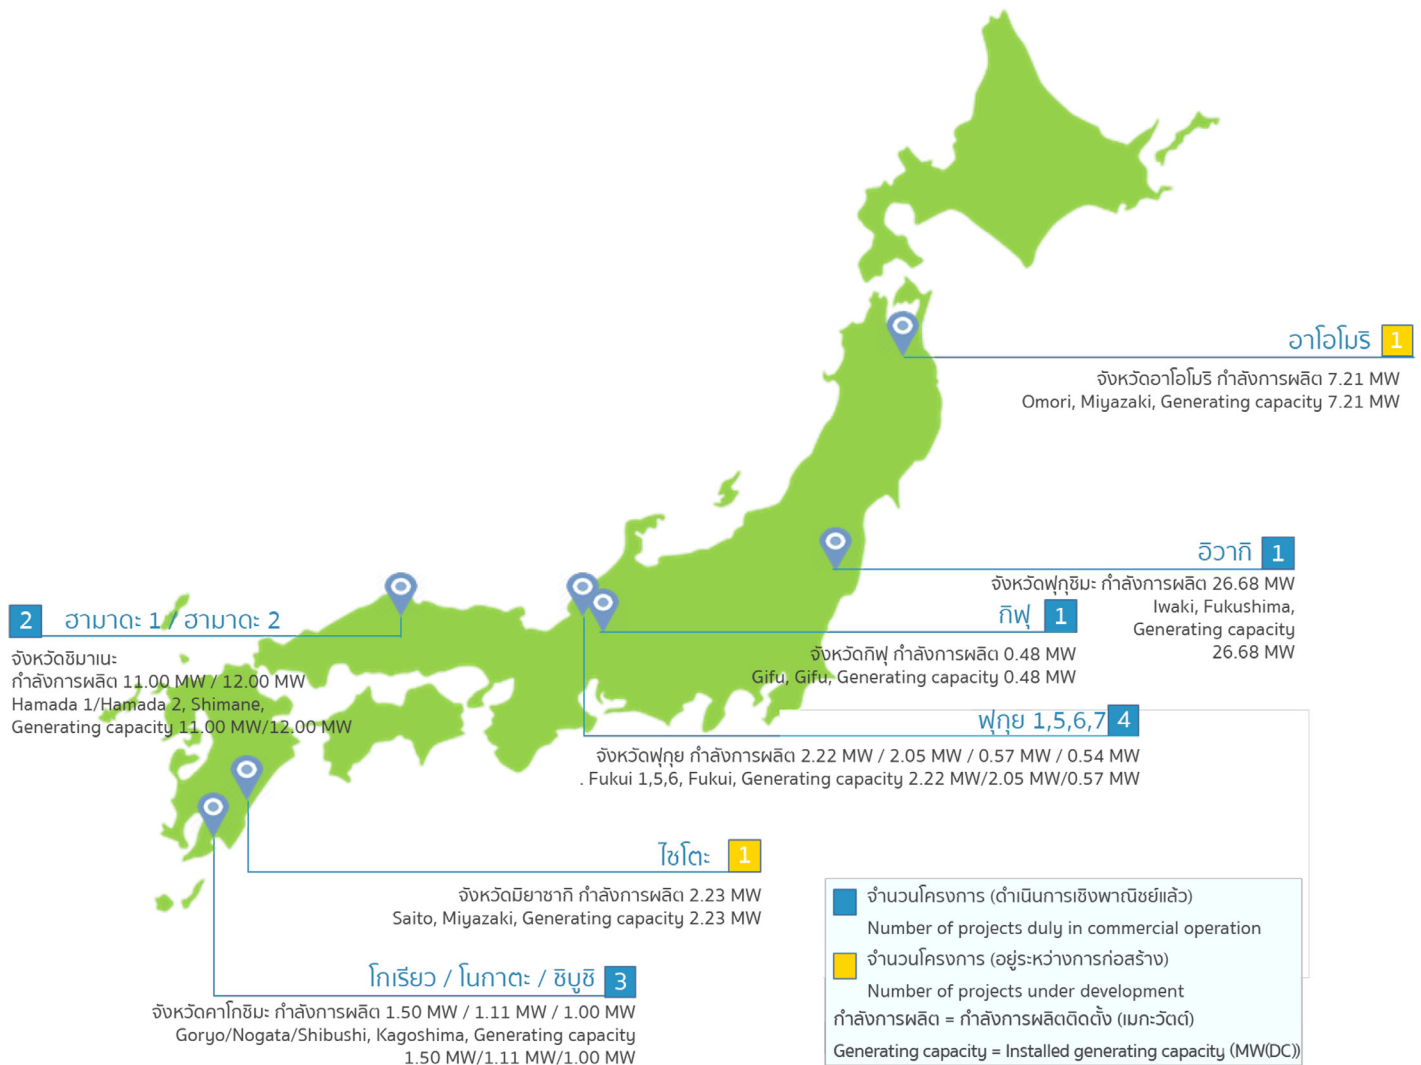 อาโอโมริ 1
จังหวัดอาโอโมริ กำลังการผลิต 7.21 MW
Omori, Miyazaki, Generating capacity 7.21 MW
อิวากิ 1
จังหวัดฟุกุชิมะ กำลังการผลิต 26.68 MW
Iwaki, Fukushima,
Generating capacity
26.68 MW
กิฟุ 1
จังหวัดกิฟุ กำลังการผลิต 0.48 MW
Gifu, Gifu, Generating capacity 0.48 MW
2 ฮามาดะ 1 / ฮามาดะ 2
จังหวัดชิมาเนะ
กำลังการผลิต 11.00 MW / 12.00 MW
Hamada 1/Hamada 2, Shimane,
Generating capacity 11.00 MW/12.00 MW
ฟุกุย 1,5,6,7 4
จังหวัดฟุกุย กำลังการผลิต 2.22 MW / 2.05 MW / 0.57 MW / 0.54 MW
. Fukui 1,5,6, Fukui, Generating capacity 2.22 MW/2.05 MW/0.57 MW
ไซโตะ 1
จังหวัดมิยาซากิ กำลังการผลิต 2.23 MW
Saito, Miyazaki, Generating capacity 2.23 MW
โกเรียว / โนกาตะ / ชิบูชิ 3
จังหวัดคาโกชิมะ กำลังการผลิต 1.50 MW / 1.11 MW / 1.00 MW
Goryo/Nogata/Shibushi, Kagoshima, Generating capacity
1.50 MW/1.11 MW/1.00 MW
จำนวนโครงการ (ดำเนินการเชิงพาณิชย์แล้ว)
Number of projects duly in commercial operation
จำนวนโครงการ (อยู่ระหว่างการก่อสร้าง)
Number of projects under development
กำลังการผลิต = กำลังการผลิตติดตั้ง (เมกะวัตต์)
Generating capacity = Installed generating capacity (MW(DC))